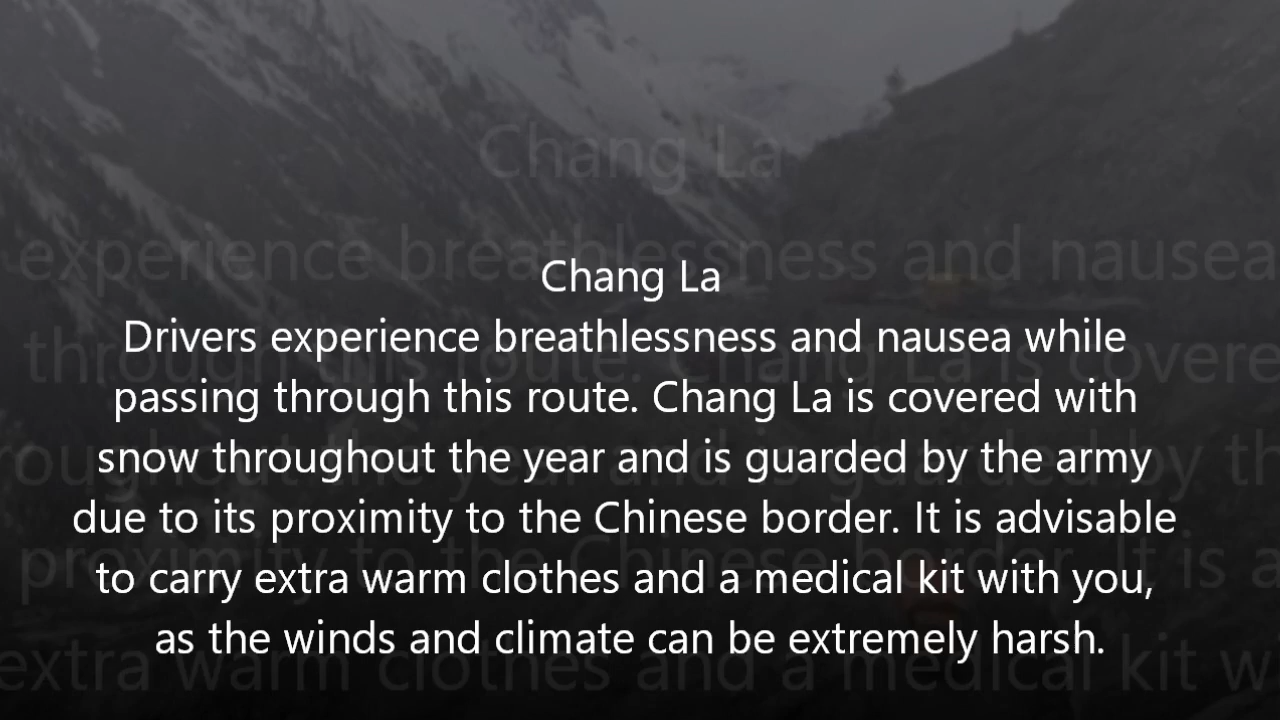 Chang La
Drivers experience breathlessness and nausea while
passing through this route. Chang La is covered with
snow throughout the year and is guarded by the army
due to its proximity to the Chinese border. It is advisable
to carry extra warm clothes and a medical kit with you,
as the winds and climate can be extremely harsh.